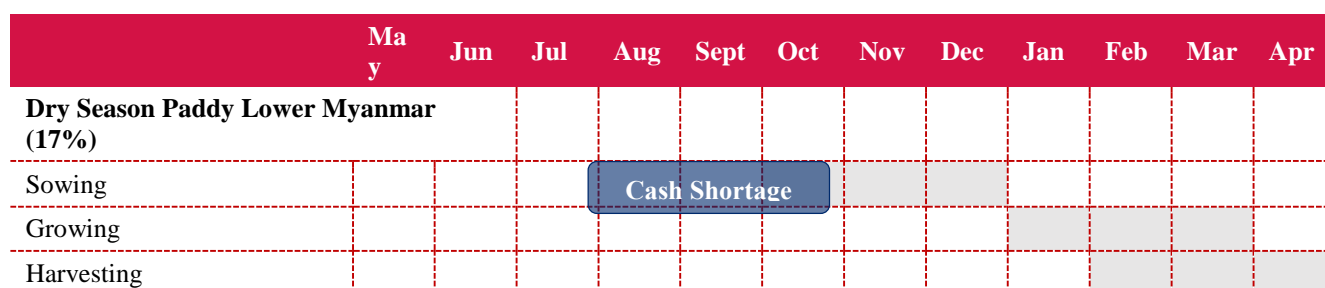 Ma
y Jun Jul Aug Sept Oct Nov Dec Jan Feb Mar Apr
Dry Season Paddy Lower Myanmar
(17%)
Sowing Cash Shortage
Growing
Harvesting